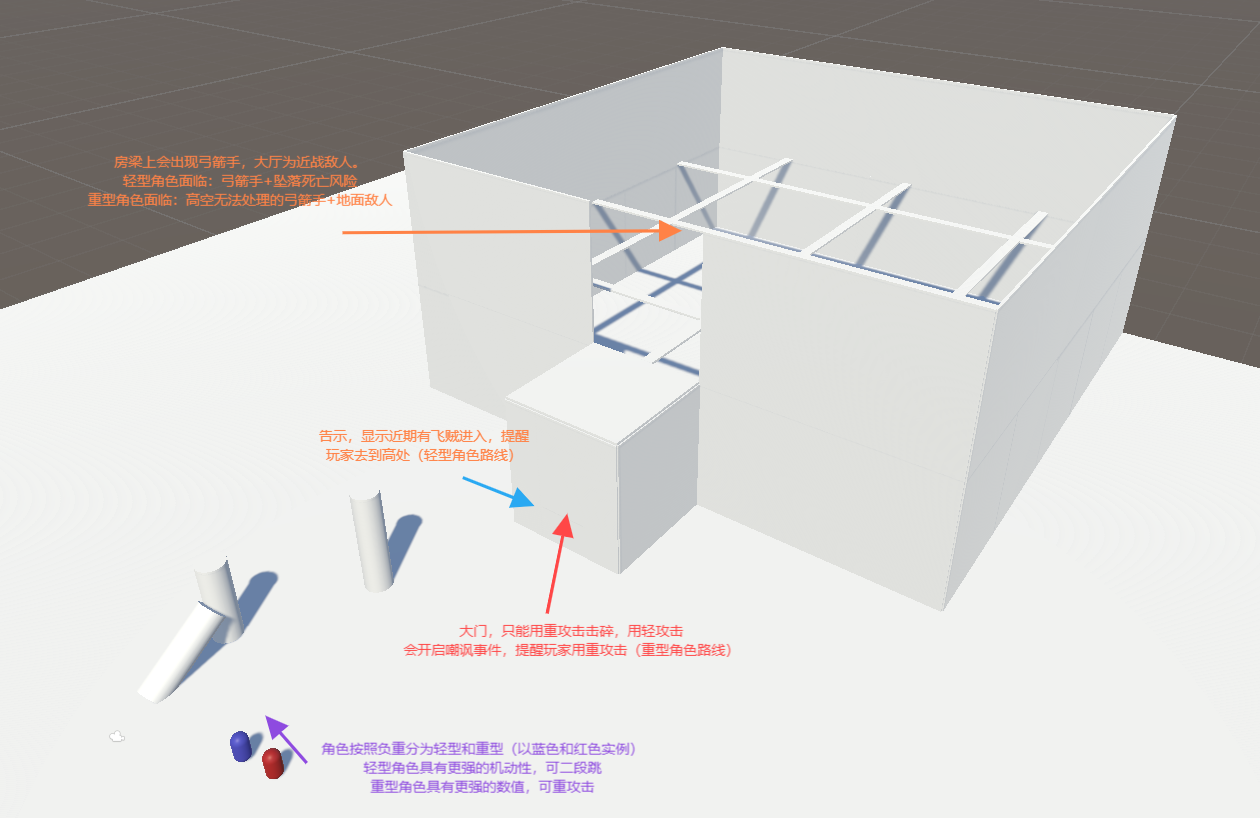 房梁上会出现弓箭手，大厅为近战敌人。
轻型角色面临：弓箭手+坠落死亡风险
重型角色面临：高空无法处理的弓箭手+地面敌人
告示，显示近期有飞贼进入，提醒
玩家去到高处（轻型角色路线）
大门，只能用重攻击击碎，用轻攻击
会开启嘲讽事件，提醒玩家用重攻击（重型角色路线）
角色按照负重分为轻型和重型（以蓝色和红色实例）
轻型角色具有更强的机动性，可二段跳
重型角色具有更强的数值，可重攻击